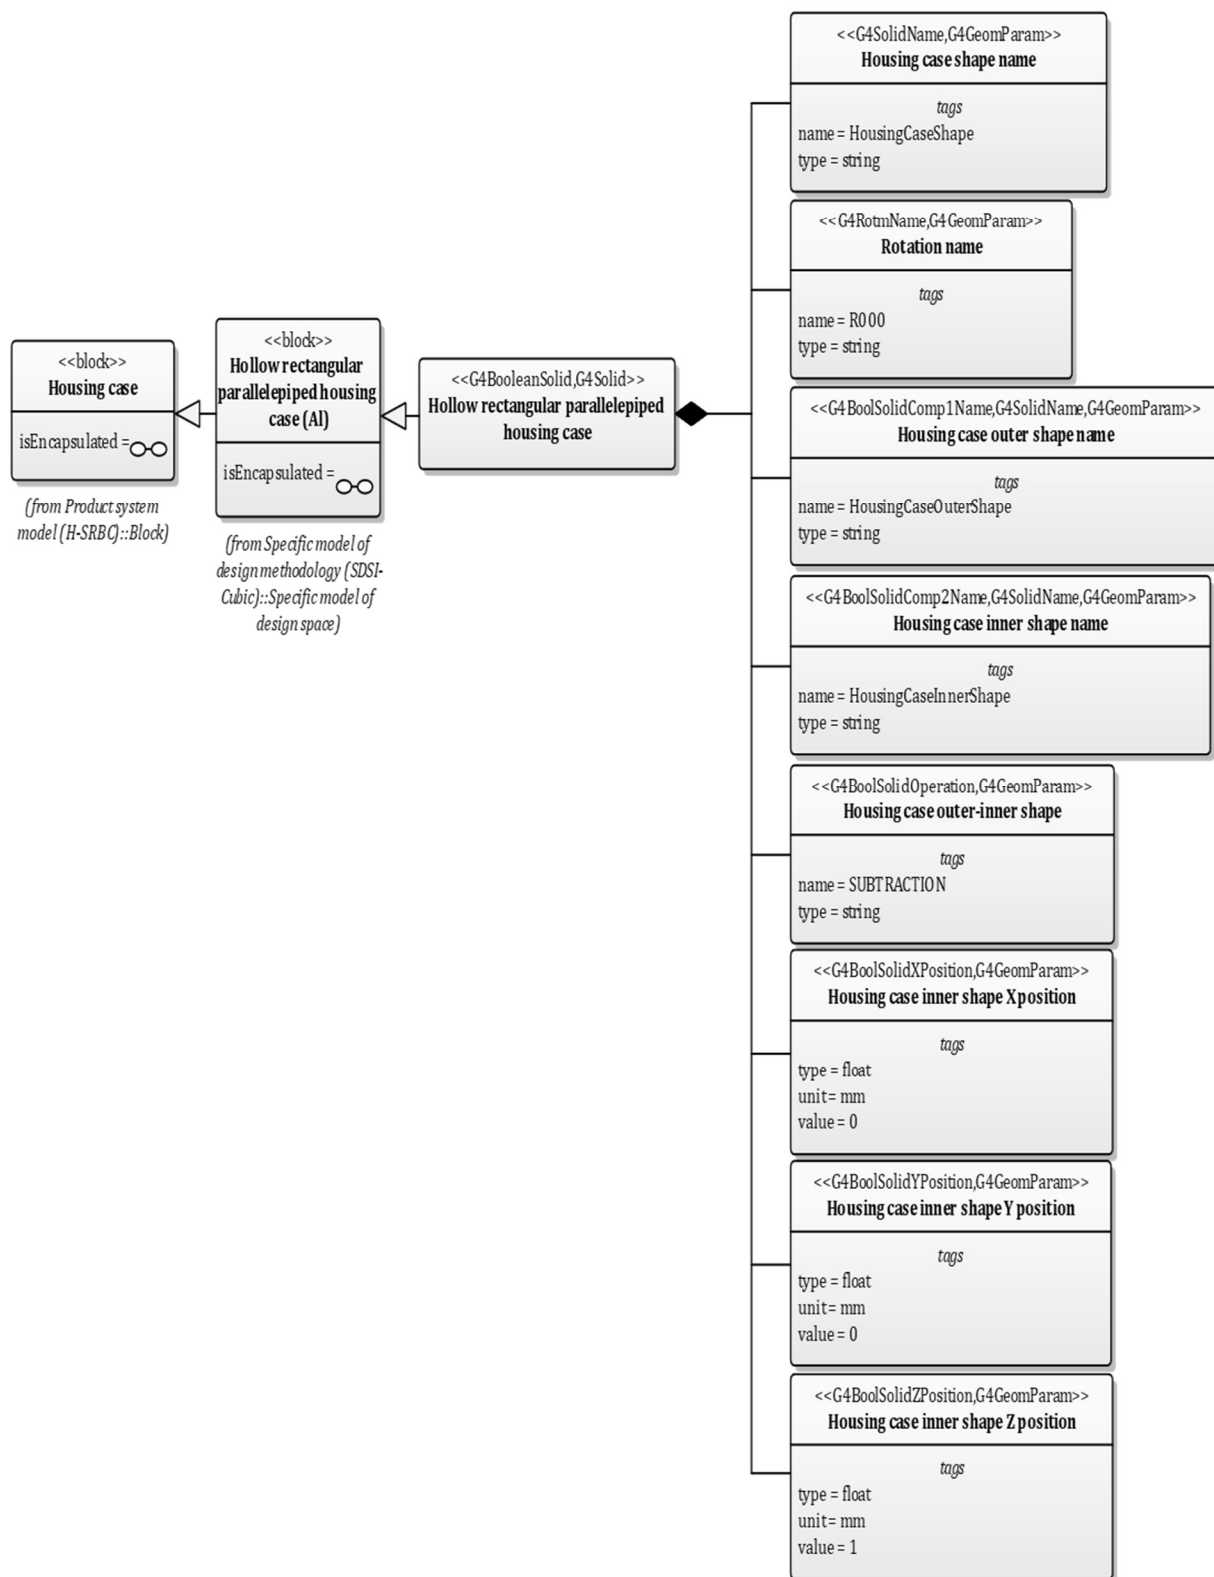 <<block>>
Housing case
isEncapsulated =
(from Product system
model (H-SRBC)::Block)
<<block>>
Hollow rectangular
parallelepiped housing
case (Al)
isEncapsulated =
(from Specific model of
design methodology (SDSI-
Cubic)::Specific model of
design space)
<<G4BooleanSolid,G4Solid>>
Hollow rectangular parallelepiped
housing case
<<G4SolidName,G4GeomParam>>
Housing case shape name
tags
name = HousingCaseShape
type = string
<<G4RotmName,G4GeomParam>>
Rotation name
tags
name = R000
type = string
<<G4BoolSolidComp1Name,G4SolidName,G4GeomParam>>
Housing case outer shape name
tags
name = HousingCaseOuterShape
type = string
<<G4BoolSolidComp2Name,G4SolidName,G4GeomParam>>
Housing case inner shape name
tags
name = HousingCaseInnerShape
type = string
<<G4BoolSolidOperation,G4GeomParam>>
Housing case outer-inner shape
tags
name = SUBTRACTION
type = string
<<G4BoolSolidXPosition,G4GeomParam>>
Housing case inner shape X position
tags
type = float
unit = mm
value = 0
<<G4BoolSolidYPosition,G4GeomParam>>
Housing case inner shape Y position
tags
type = float
unit = mm
value = 0
<<G4BoolSolidZPosition,G4GeomParam>>
Housing case inner shape Z position
tags
type = float
unit = mm
value = 1